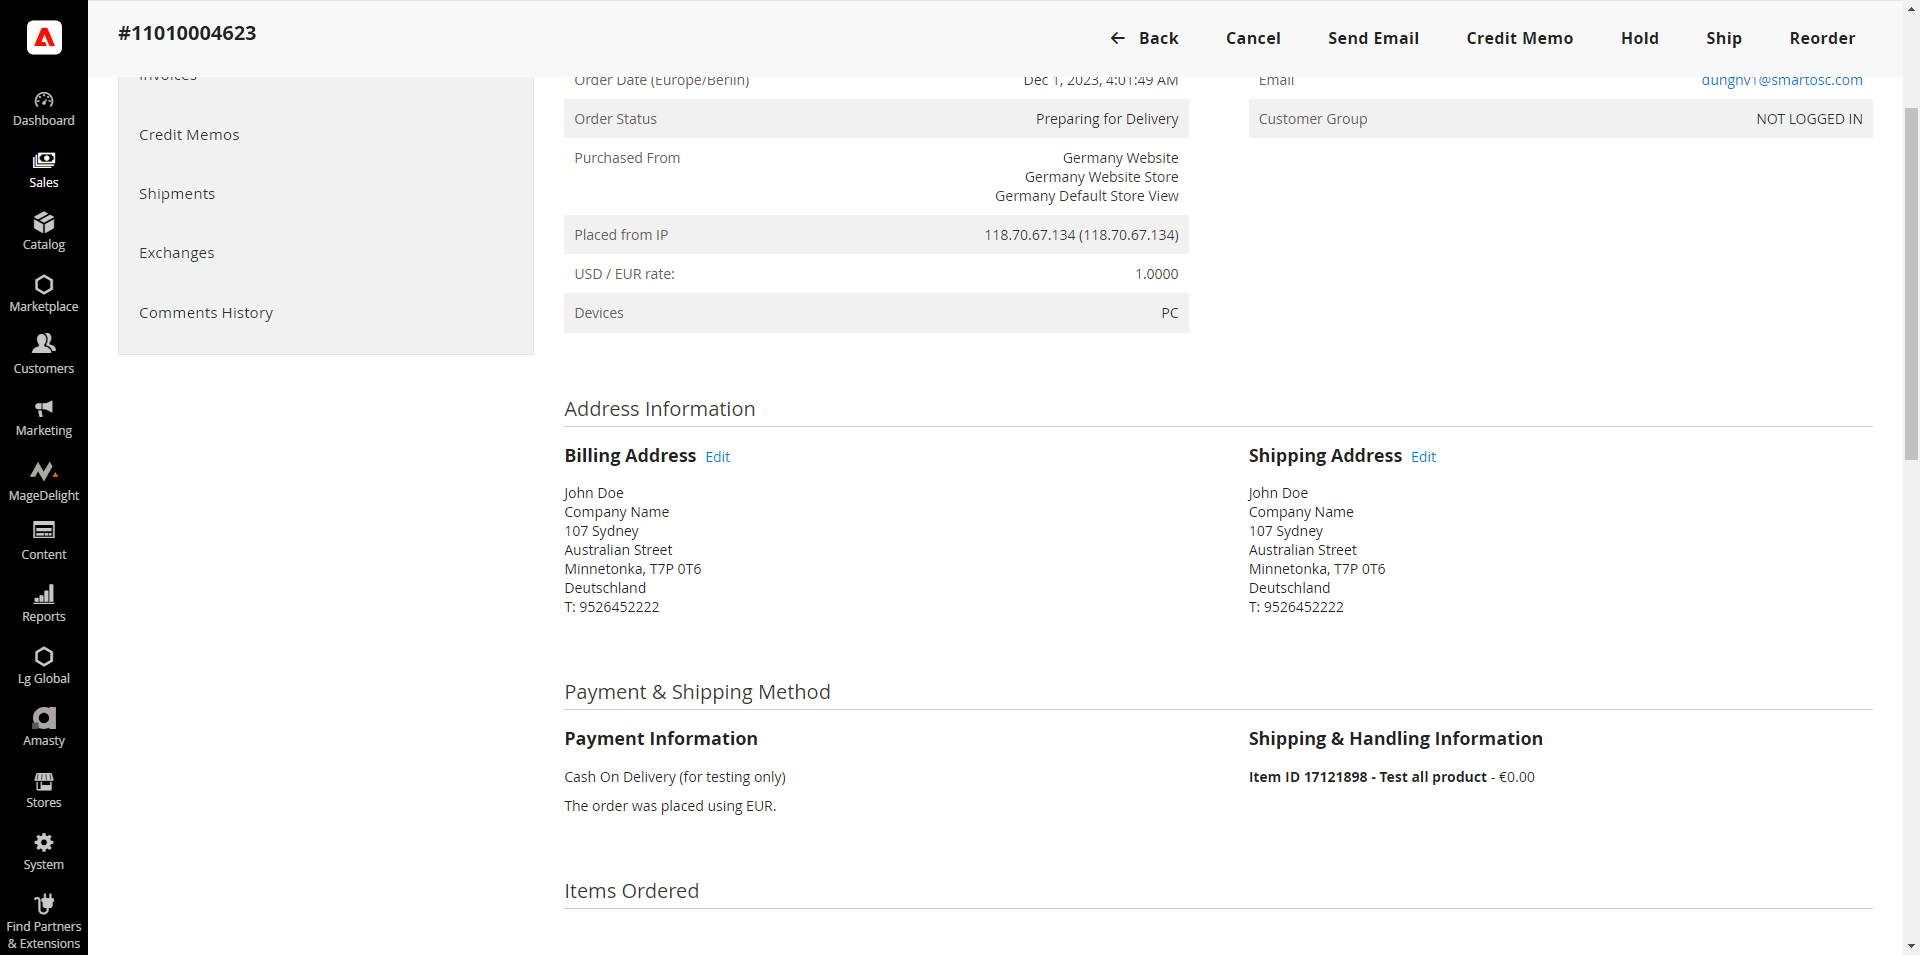 #11010004623
Back
Cancel
Send Email
Credit Memo
Hold
Ship
Reorder
Dashboard
Sales
Catalog
Marketplace
Customers
Marketing
MageDelight
Content
Reports
Lg Global
Amasty
Stores
System
Find Partners
& Extensions
Invoices
Credit Memos
Shipments
Exchanges
Comments History
Order Date (Europe/Berlin) Dec 1, 2023, 4:01:49 AM
Order Status Preparing for Delivery
Purchased From Germany Website
Germany Website Store
Germany Default Store View
Placed from IP 118.70.67.134 (118.70.67.134)
USD / EUR rate: 1.0000
Devices PC
Email dunghv1@smartosc.com
Customer Group NOT LOGGED IN
Address Information
Billing Address Edit
John Doe
Company Name
107 Sydney
Australian Street
Minnetonka, T7P 0T6
Deutschland
T: 9526452222
Shipping Address Edit
John Doe
Company Name
107 Sydney
Australian Street
Minnetonka, T7P 0T6
Deutschland
T: 9526452222
Payment & Shipping Method
Payment Information
Cash On Delivery (for testing only)
The order was placed using EUR.
Shipping & Handling Information
Item ID 17121898 - Test all product - €0.00
Items Ordered